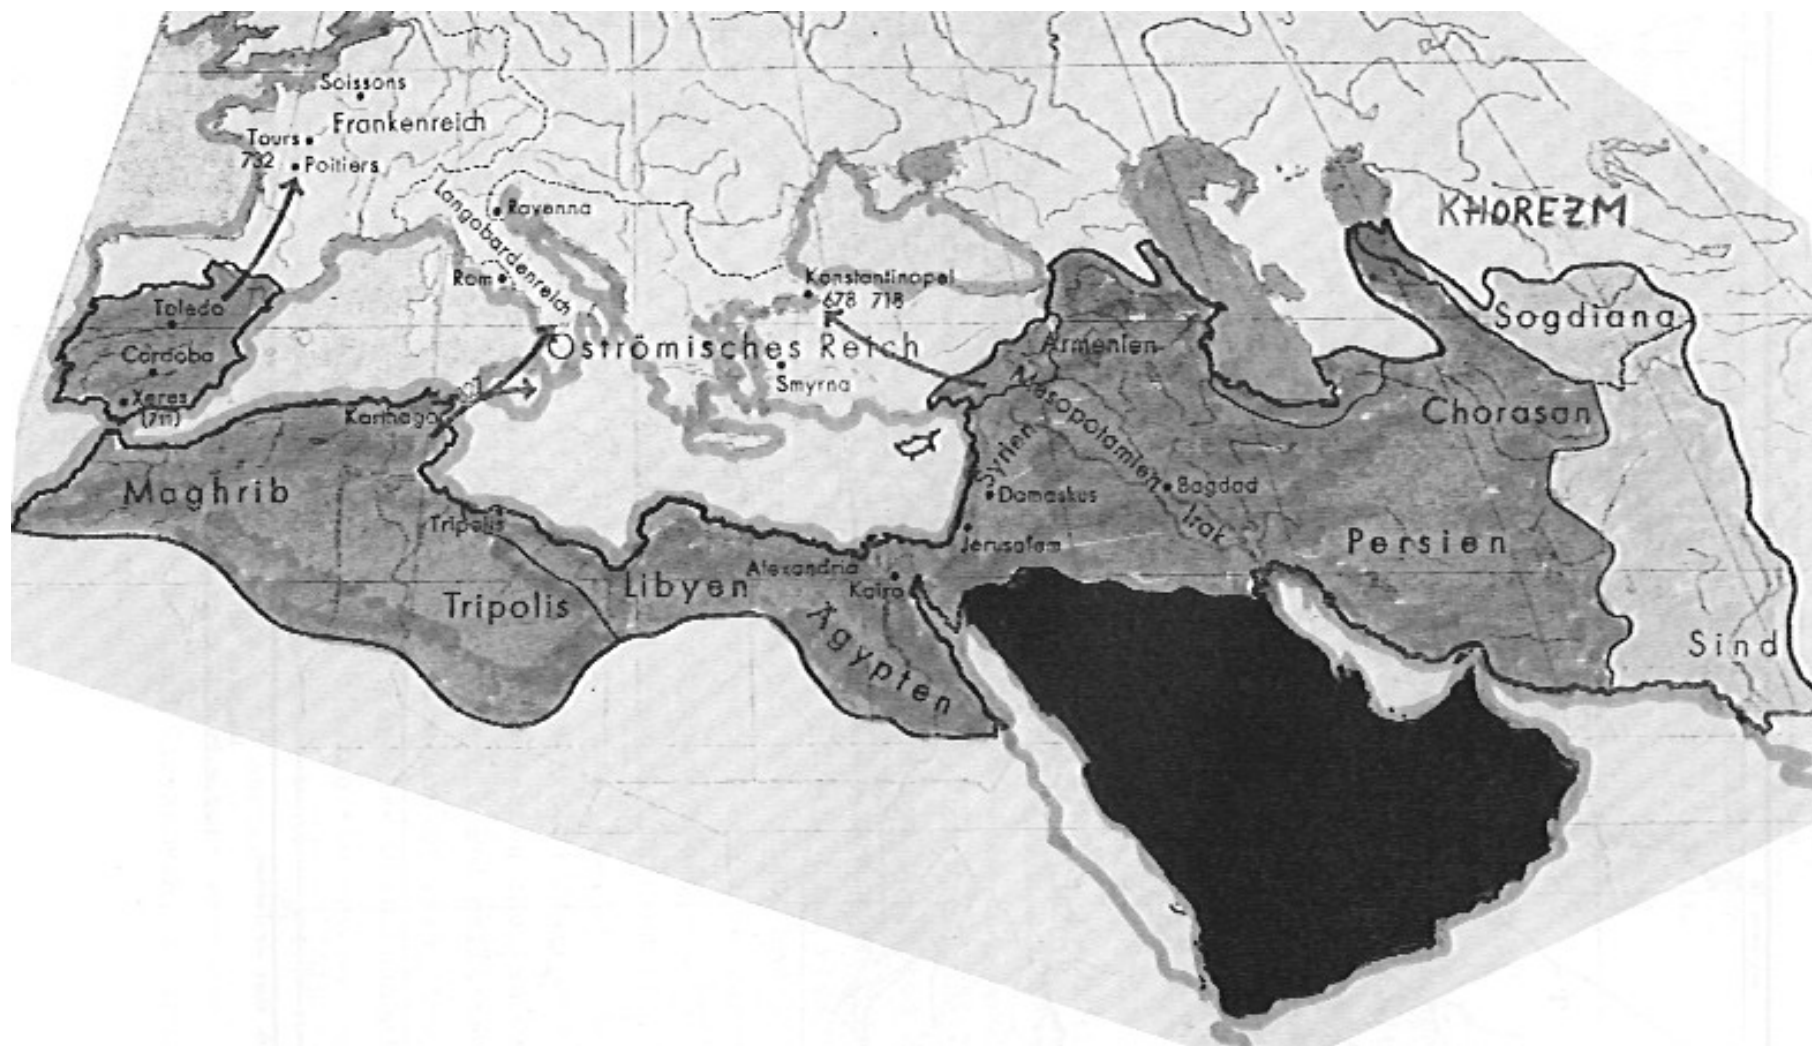 Soissons
Frankenreich
Tours
732
Poitiers
Langobardenreich
Ravenna
Rom
KHOREZM
Konstantinopel
678 718
Sogdiana
Toledo
Cordoba
Xeres
(711)
Oströmisches Reich
Smyrna
Armenien
Karthago
Chorasan
Mesopotamien
Syrien
Maghrib
Damaskus
Bagdad
Irak
Tripolis
Jerusalem
Persien
Alexandria
Kairo
Libyen
Tripolis
Ägypten
Sind